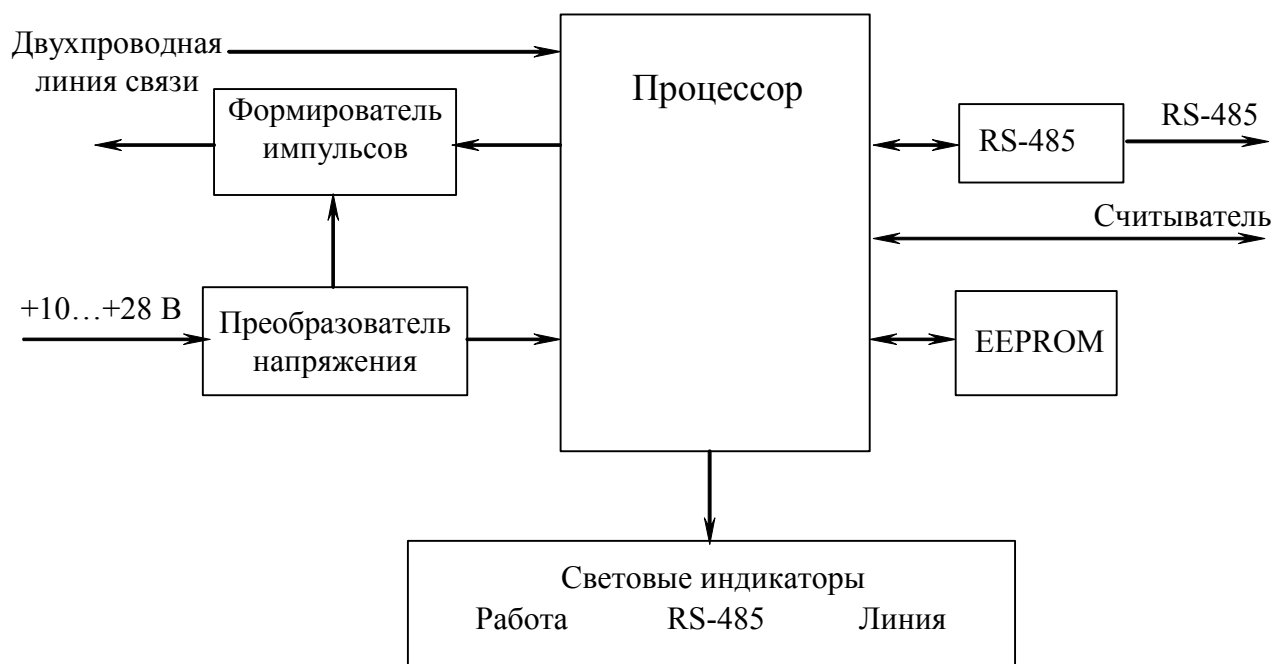 Двухпроводная
линия связи
Формирователь
импульсов
Процессор
RS-485
RS-485
Считыватель
+10…+28 В
Преобразователь
напряжения
EEPROM
Световые индикаторы
Работа RS-485 Линия